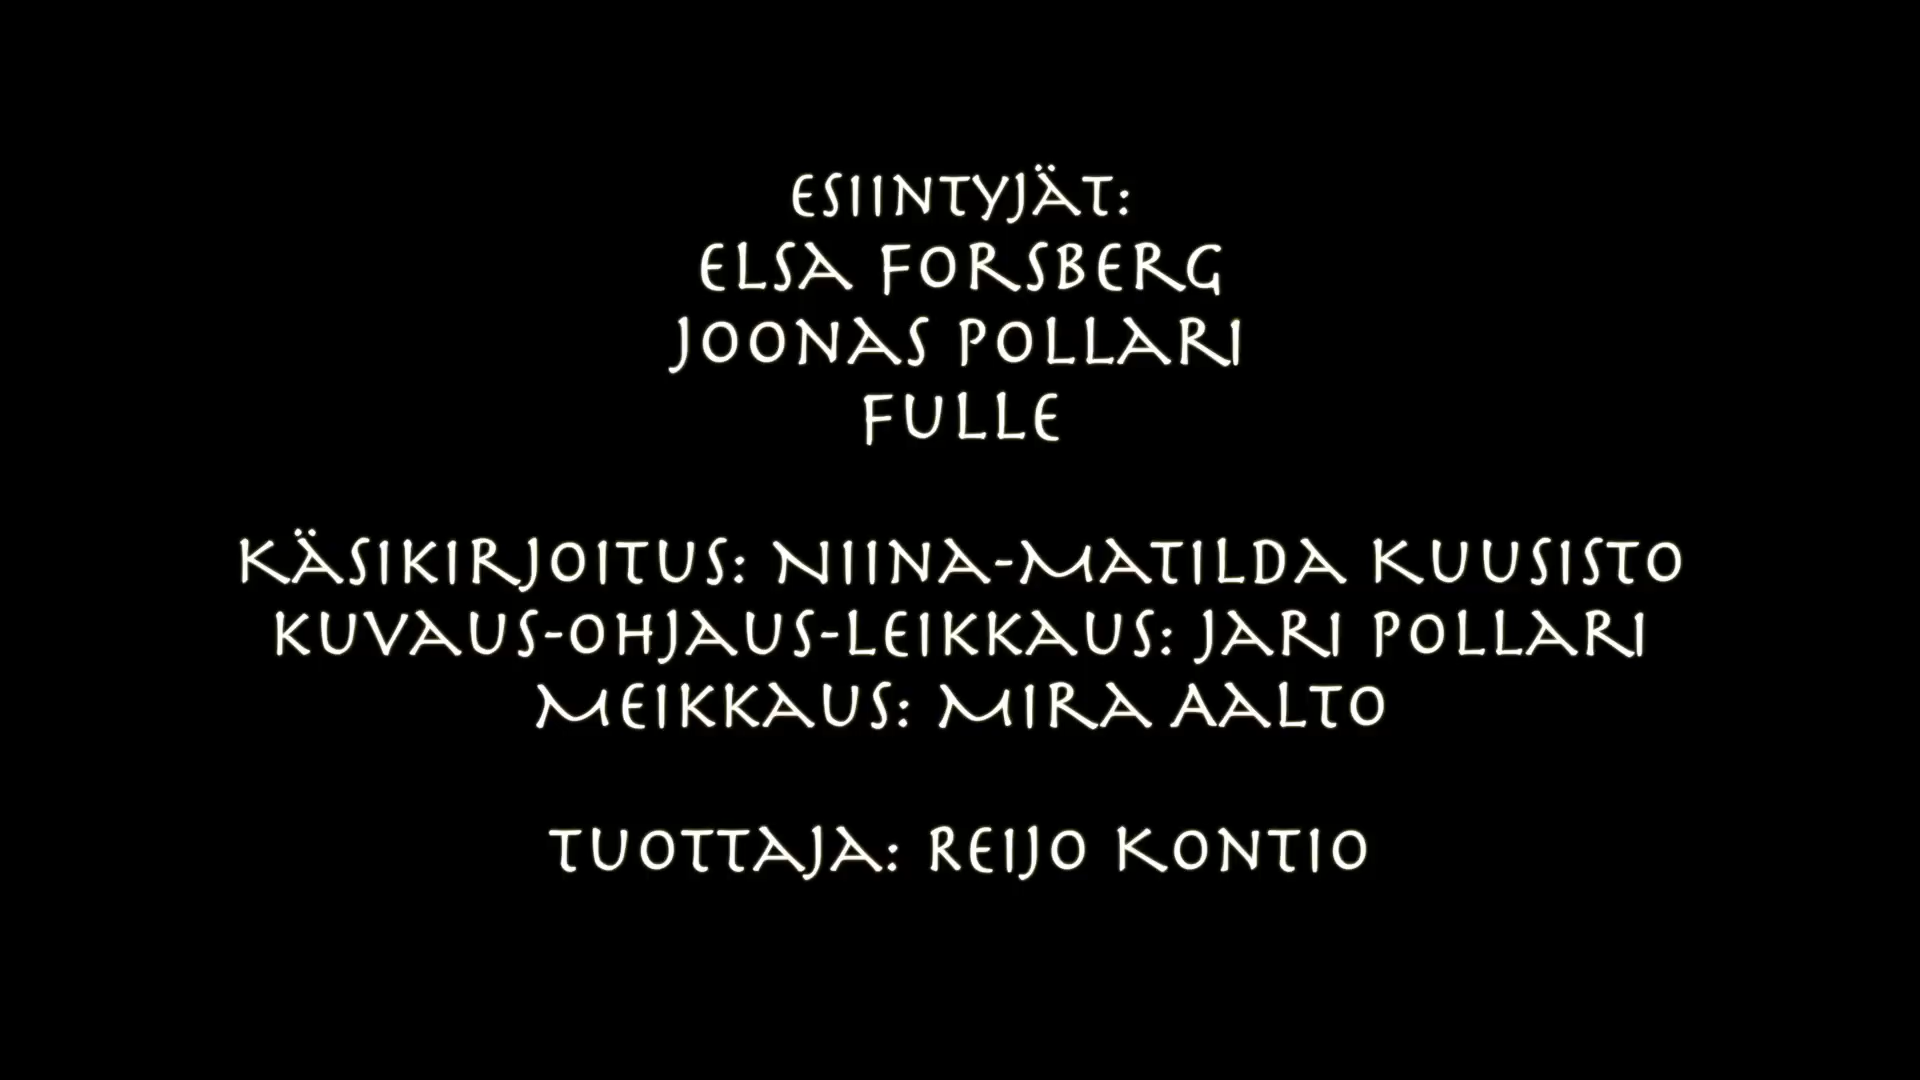 Esiintyjät:
Elsa Forsberg
Joonas Pollari
Fulle
Käsikirjoitus: Niina-Matilda Kuusisto
Kuvaus-ohjaus-leikkaus: Jari Pollari
Meikkaus: Mira Aalto
Tuottaja: Reijo Kontio